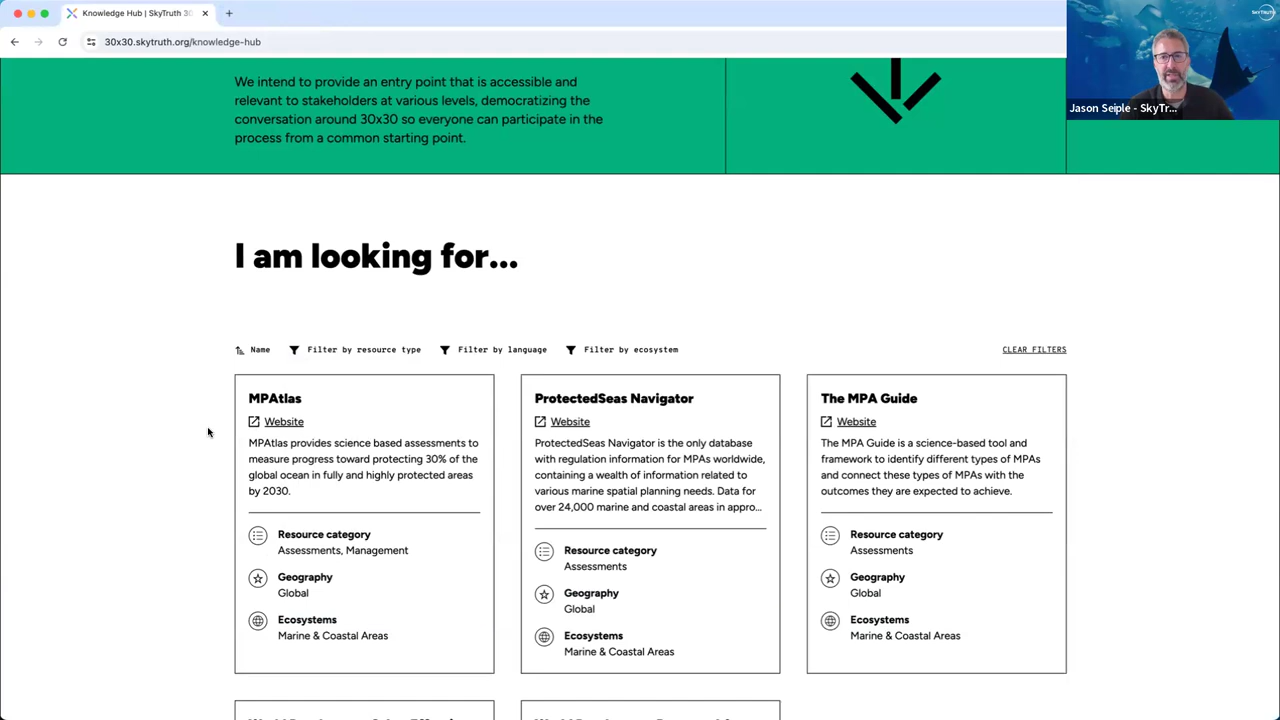 Knowledge Hub | SkyTruth 30
30x30.skytruth.org/knowledge-hub
SKYTRUTH
Jason Seiple - SkyTr...
We intend to provide an entry point that is accessible and
relevant to stakeholders at various levels, democratizing the
conversation around 30x30 so everyone can participate in the
process from a common starting point.
I am looking for...
Name Filter by resource type Filter by language Filter by ecosystem CLEAR FILTERS
MPAtlas
Website
MPAtlas provides science based assessments to
measure progress toward protecting 30% of the
global ocean in fully and highly protected areas
by 2030.
Resource category
Assessments, Management
Geography
Global
Ecosystems
Marine & Coastal Areas
ProtectedSeas Navigator
Website
ProtectedSeas Navigator is the only database
with regulation information for MPAs worldwide,
containing a wealth of information related to
various marine spatial planning needs. Data for
over 24,000 marine and coastal areas in appro...
Resource category
Assessments
Geography
Global
Ecosystems
Marine & Coastal Areas
The MPA Guide
Website
The MPA Guide is a science-based tool and
framework to identify different types of MPAs
and connect these types of MPAs with the
outcomes they are expected to achieve.
Resource category
Assessments
Geography
Global
Ecosystems
Marine & Coastal Areas